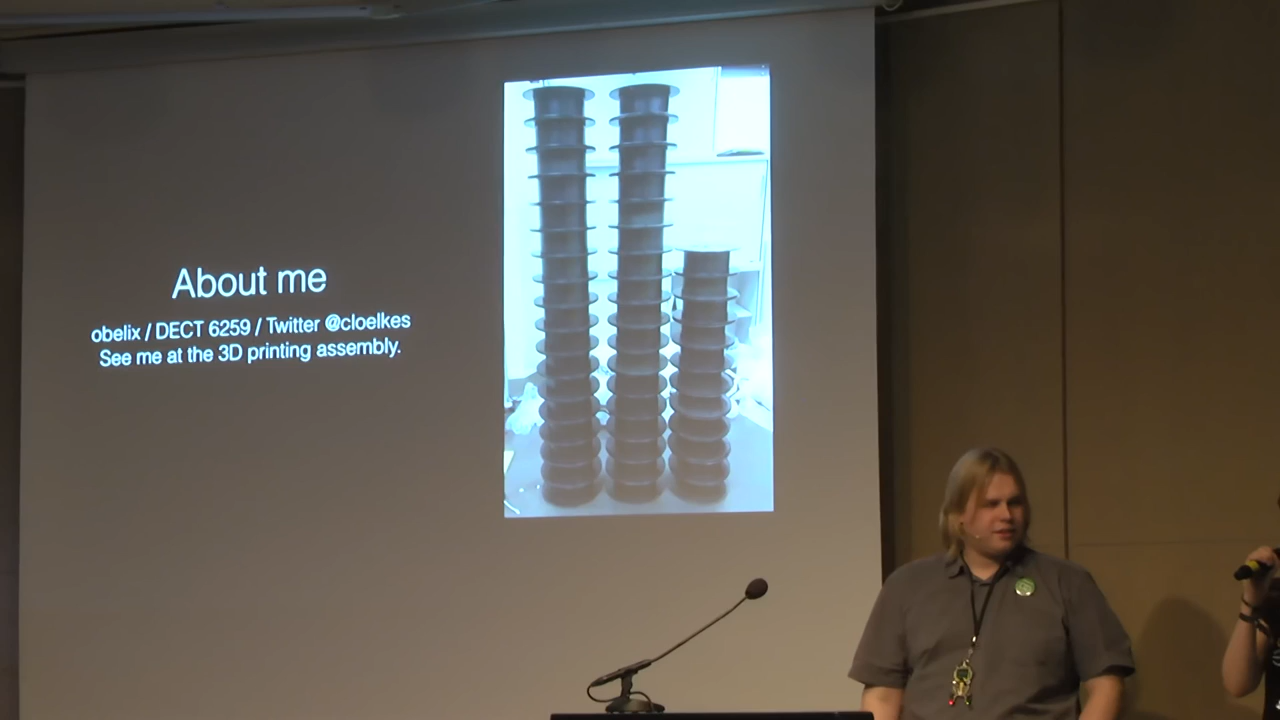 About me
obelix / DECT 6259 / Twitter @cloelkes
See me at the 3D printing assembly.